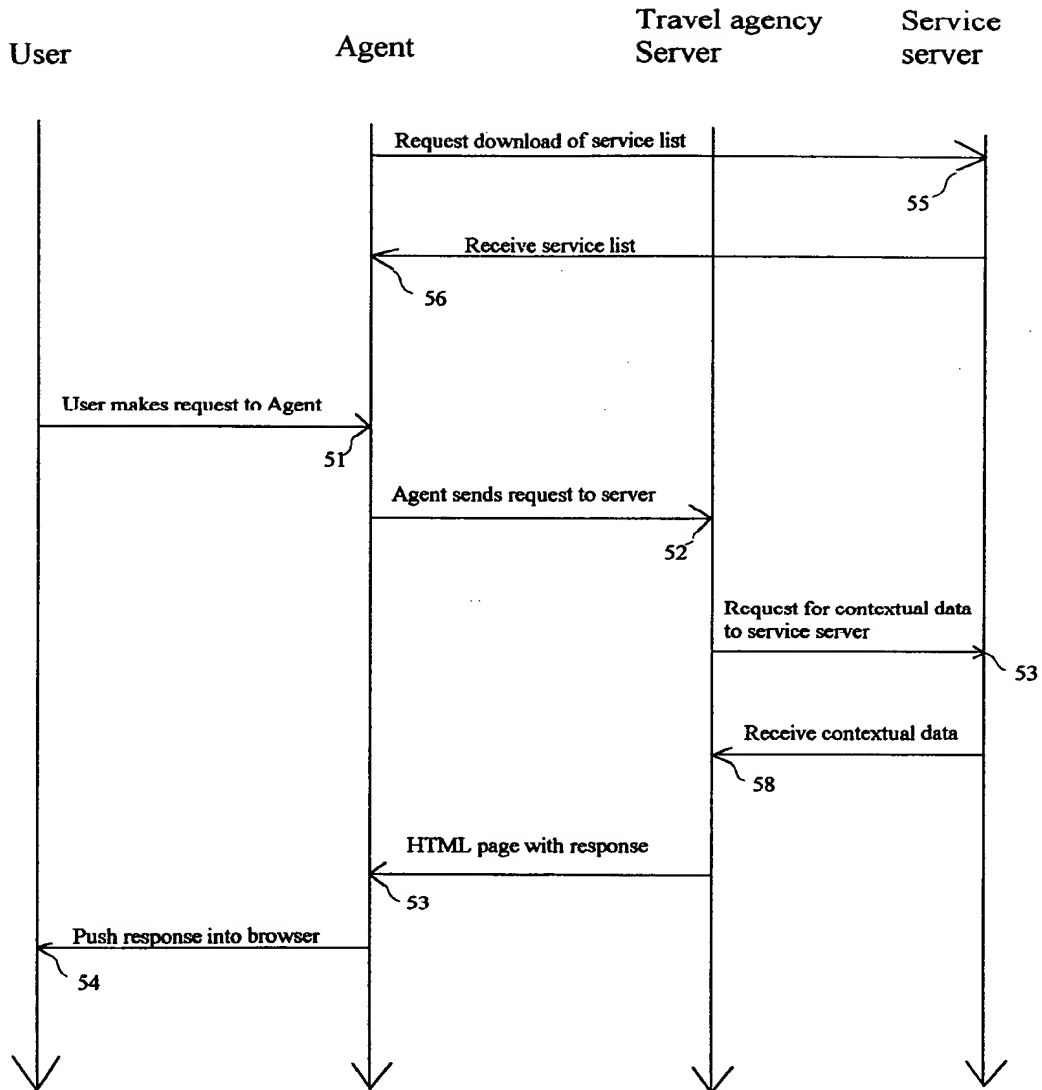 User
Agent
Travel agency
Server
Service
server
Request download of service list
55
Receive service list
56
User makes request to Agent
51
Agent sends request to server
52
Request for contextual data
to service server
53
Receive contextual data
58
HTML page with response
53
Push response into browser
54